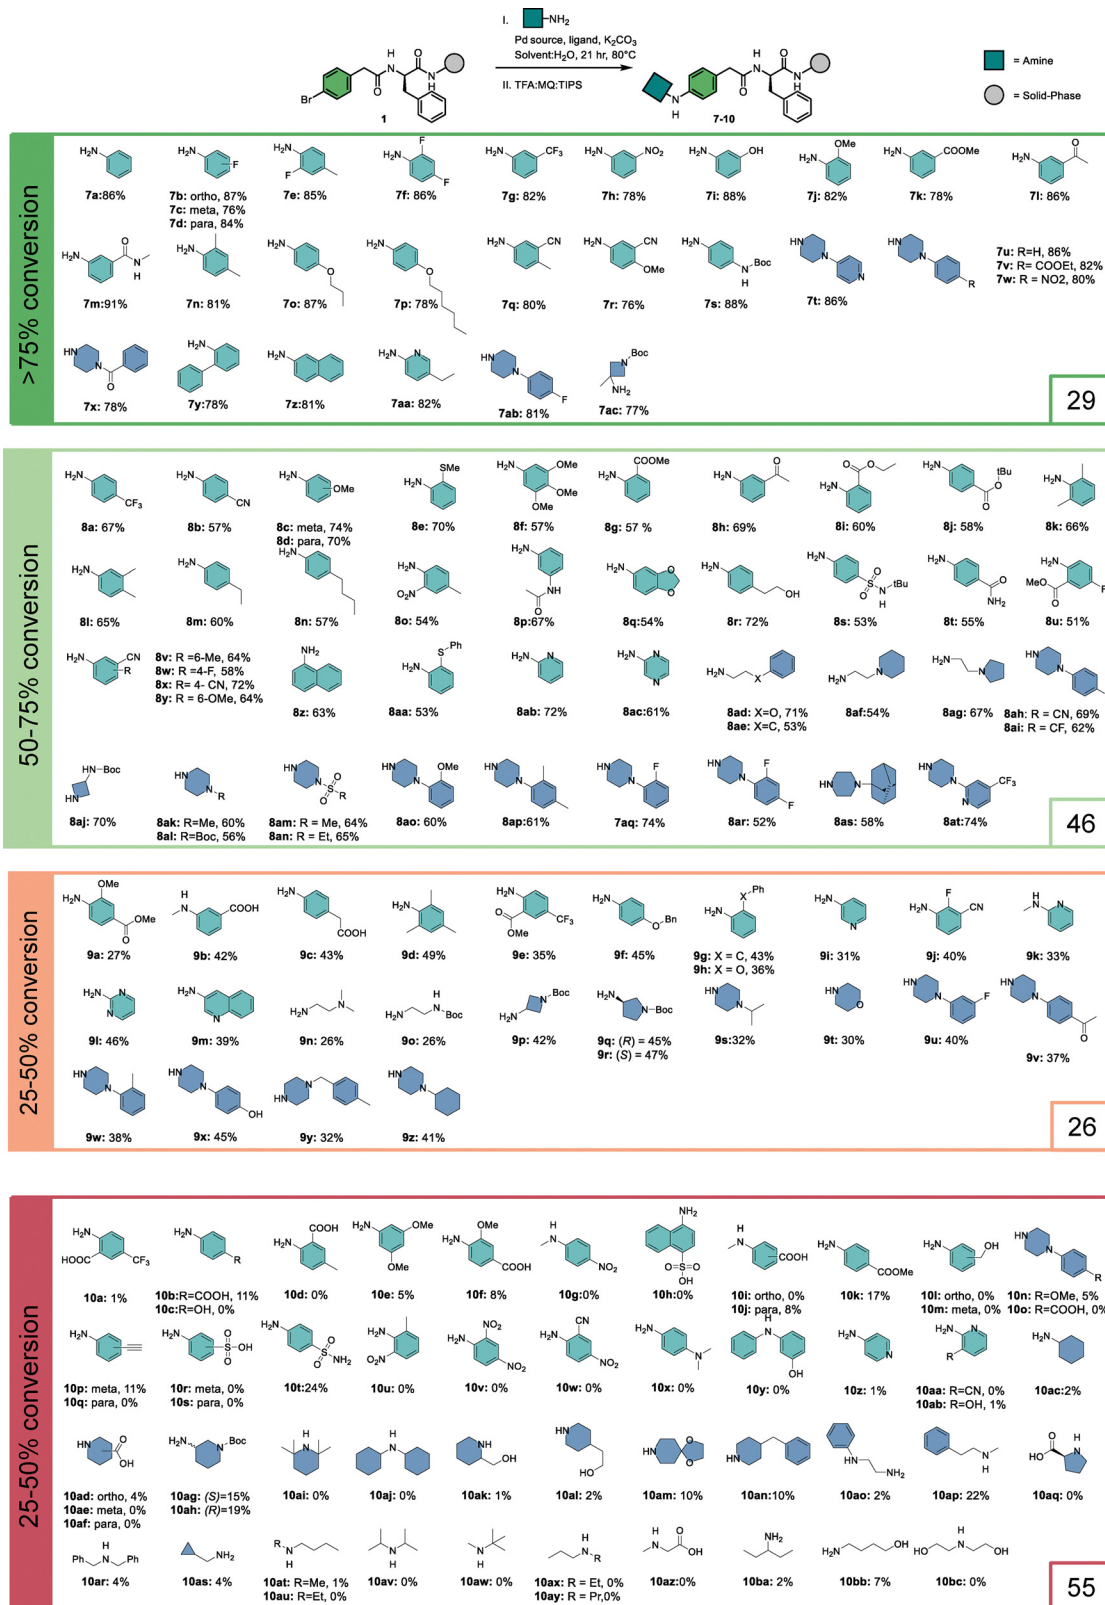 I.
NH₂
Pd source, ligand, K₂CO₃
Solvent:H₂O, 21 hr, 80°C
II. TFA:MQ:TIPS
1
7-10
= Amine
= Solid-Phase
>75% conversion
7a:86%
7b: ortho, 87%
7c: meta, 76%
7d: para, 84%
7e: 85%
7f: 86%
7g: 82%
7h: 78%
7i: 88%
7j: 82%
7k: 78%
7l: 86%
7m:91%
7n: 81%
7o: 87%
7p: 78%
7q: 80%
7r: 76%
7s: 88%
7t: 86%
7u: R=H, 86%
7v: R= COOEt, 82%
7w: R = NO2, 80%
7x: 78%
7y:78%
7z:81%
7aa: 82%
7ab: 81%
7ac: 77%
29
50-75% conversion
8a: 67%
8b: 57%
8c: meta, 74%
8d: para, 70%
8e: 70%
8f: 57%
8g: 57 %
8h: 69%
8i: 60%
8j: 58%
8k: 66%
8l: 65%
8m: 60%
8n: 57%
8o: 54%
8p:67%
8q:54%
8r: 72%
8s: 53%
8t: 55%
8u: 51%
8v: R =6-Me, 64%
8w: R =4-F, 58%
8x: R= 4- CN, 72%
8y: R = 6-OMe, 64%
8z: 63%
8aa: 53%
8ab: 72%
8ac:61%
8ad: X=O, 71%
8ae: X=C, 53%
8af:54%
8ag: 67%
8ah: R = CN, 69%
8ai: R = CF, 62%
8aj: 70%
8ak: R=Me, 60%
8al: R=Boc, 56%
8am: R = Me, 64%
8an: R = Et, 65%
8ao: 60%
8ap:61%
7aq: 74%
8ar: 52%
8as: 58%
8at:74%
46
25-50% conversion
9a: 27%
9b: 42%
9c: 43%
9d: 49%
9e: 35%
9f: 45%
9g: X = C, 43%
9h: X = O, 36%
9i: 31%
9j: 40%
9k: 33%
9l: 46%
9m: 39%
9n: 26%
9o: 26%
9p: 42%
9q: (R) = 45%
9r: (S) = 47%
9s:32%
9t: 30%
9u: 40%
9v: 37%
9w: 38%
9x: 45%
9y: 32%
9z: 41%
26
25-50% conversion
10a: 1%
10b:R=COOH, 11%
10c:R=OH, 0%
10d: 0%
10e: 5%
10f: 8%
10g:0%
10h:0%
10i: ortho, 0%
10j: para, 8%
10k: 17%
10l: ortho, 0%
10m: meta, 0%
10n: R=OMe, 5%
10o: R=COOH, 0%
10p: meta, 11%
10q: para, 0%
10r: meta, 0%
10s: para, 0%
10t:24%
10u: 0%
10v: 0%
10w: 0%
10x: 0%
10y: 0%
10z: 1%
10aa: R=CN, 0%
10ab: R=OH, 1%
10ac:2%
10ad: ortho, 4%
10ae: meta, 0%
10af: para, 0%
10ag: (S)=15%
10ah: (R)=19%
10ai: 0%
10aj: 0%
10ak: 1%
10al: 2%
10am: 10%
10an:10%
10ao: 2%
10ap: 22%
10aq: 0%
10ar: 4%
10as: 4%
10at: R=Me, 1%
10au: R=Et, 0%
10av: 0%
10aw: 0%
10ax: R = Et, 0%
10ay: R = Pr,0%
10az:0%
10ba: 2%
10bb: 7%
10bc: 0%
55